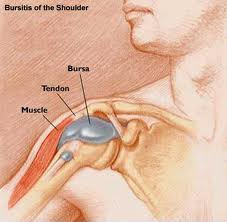 Bursitis of the Shoulder
Bursa
Tendon
Muscle